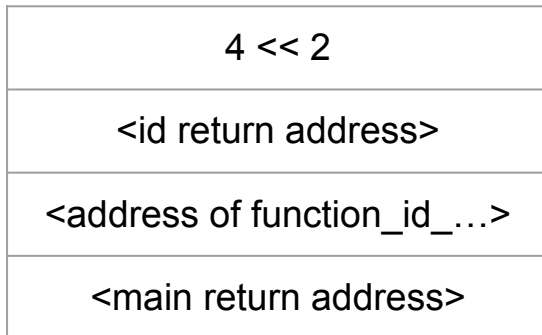 4 << 2
<id return address>
<address of function_id_…>
<main return address>